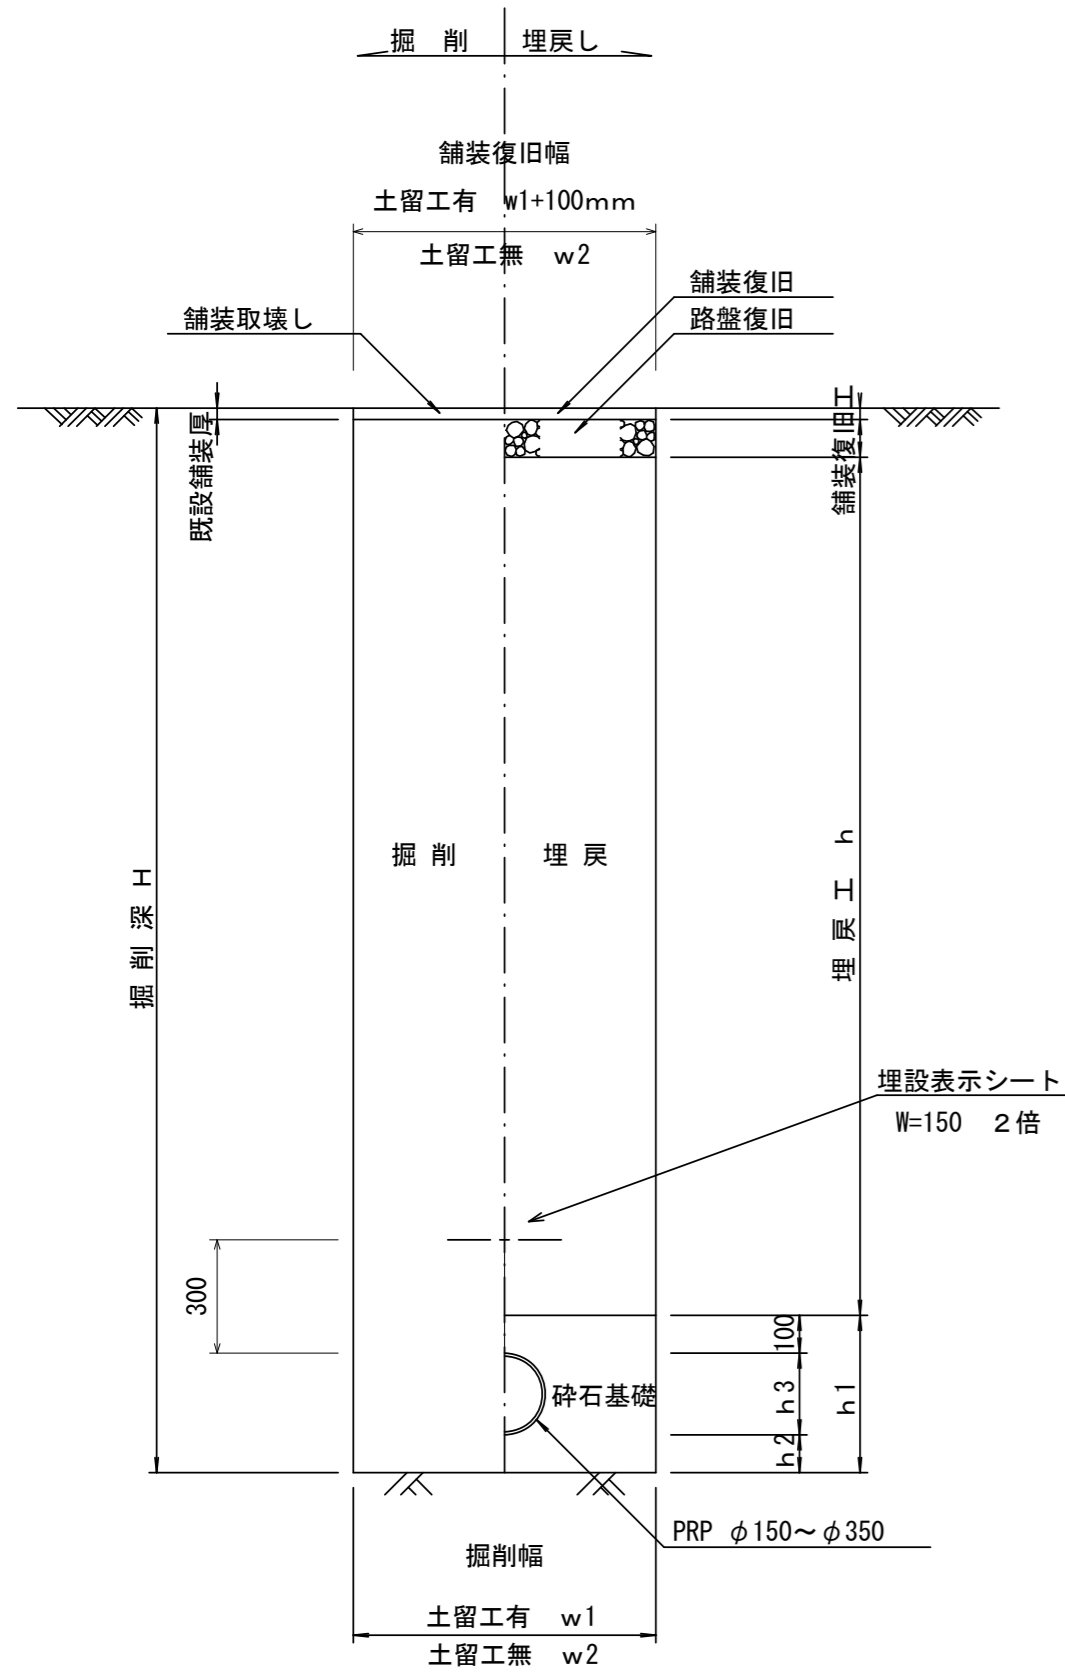 掘 削 埋戻し
舗装復旧幅
土留工有 w1+100mm
土留工無 w2
舗装復旧
舗装取壊し
路盤復旧
既設舗装厚
舗装復旧工
掘削 埋戻
掘削深 H
埋戻工 h
埋設表示シート
W=150 2倍
300
100
砕石基礎
h3
h1
h2
PRP φ150～φ350
掘削幅
土留工有 w1
土留工無 w2